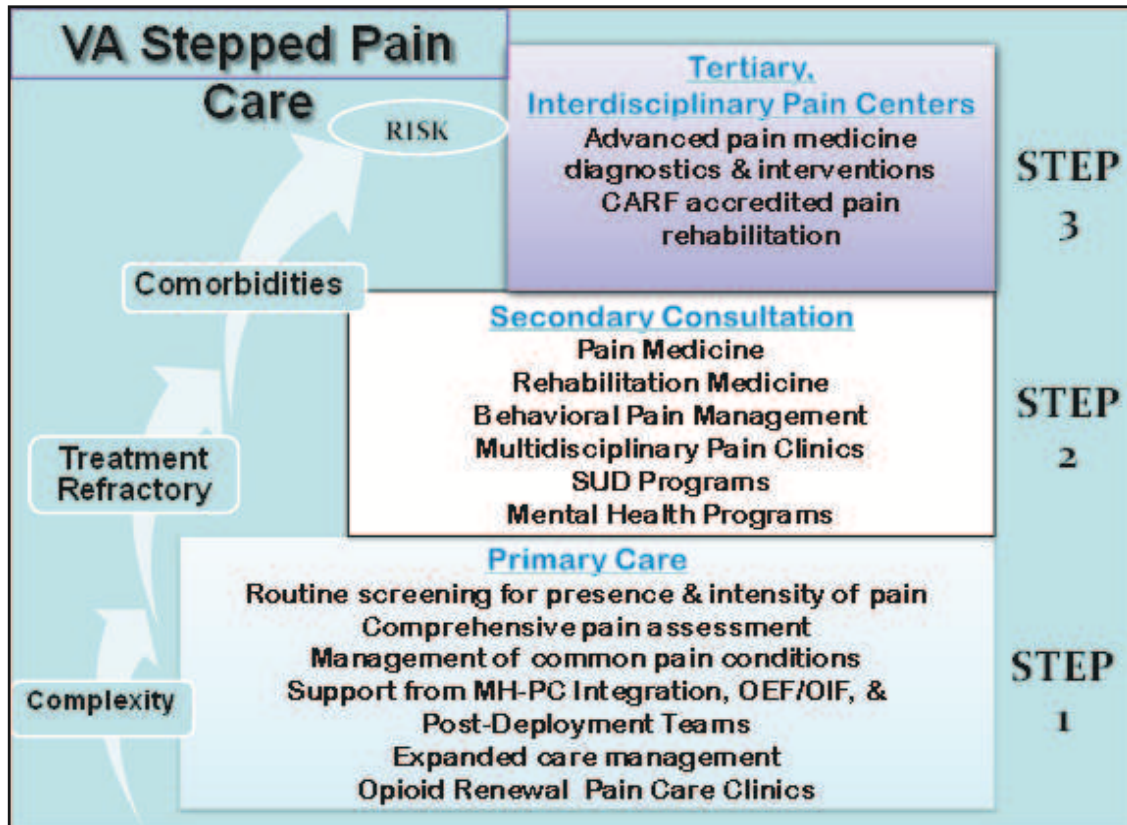 VA Stepped Pain
Care
RISK
Comorbidities
Treatment
Refractory
Complexity
Tertiary,
Interdisciplinary Pain Centers
Advanced pain medicine
diagnostics & interventions
CARF accredited pain
rehabilitation
STEP
3
Secondary Consultation
Pain Medicine
Rehabilitation Medicine
Behavioral Pain Management
Multidisciplinary Pain Clinics
SUD Programs
Mental Health Programs
STEP
2
Primary Care
Routine screening for presence & intensity of pain
Comprehensive pain assessment
Management of common pain conditions
Support from MH-PC Integration, OEF/OIF, &
Post-Deployment Teams
Expanded care management
Opioid Renewal Pain Care Clinics
STEP
1